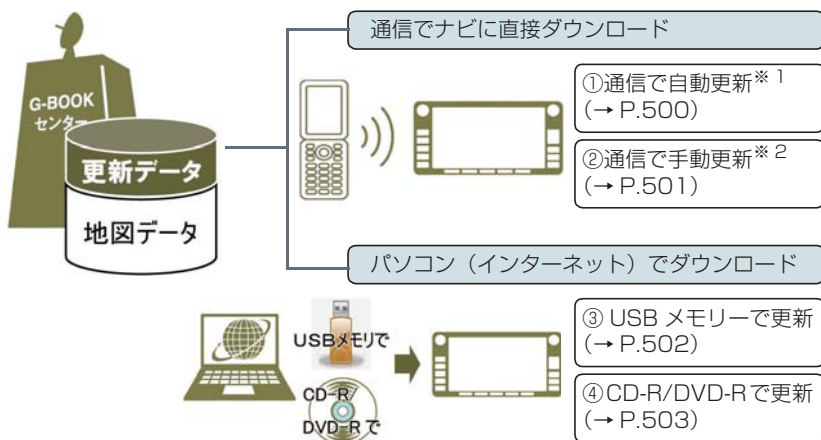 通信でナビに直接ダウンロード
G-BOOK
センター
更新データ
地図データ
①通信で自動更新※1
(→ P.500)
②通信で手動更新※2
(→ P.501)
パソコン（インターネット）でダウンロード
USBメモリで
CD-R/
DVD-Rで
③ USB メモリーで更新
(→ P.502)
④ CD-R/DVD-R で更新
(→ P.503)